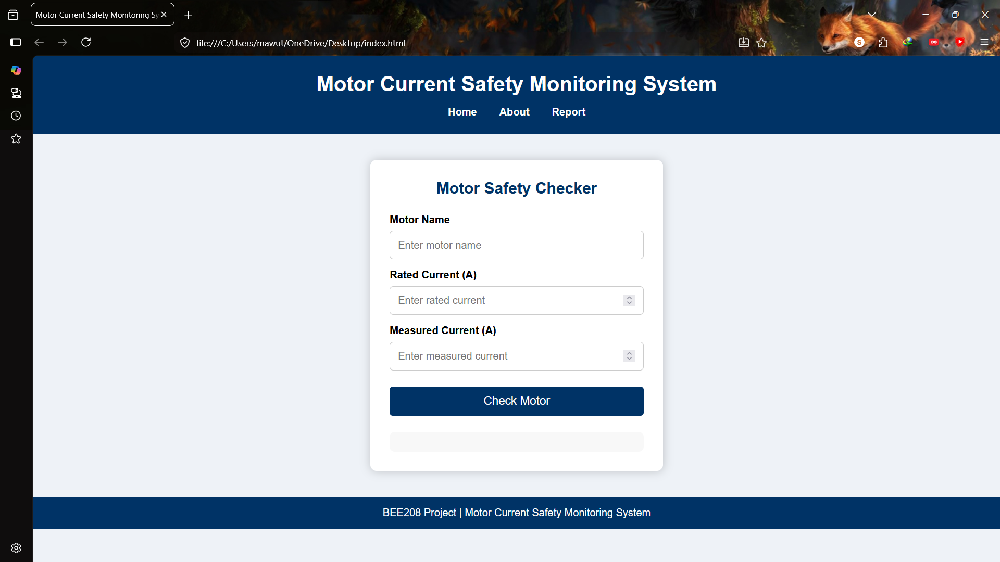 Motor Current Safety Monitoring Sy
file:///C:/Users/mawut/OneDrive/Desktop/index.html
S
Motor Current Safety Monitoring System
Home About Report
Motor Safety Checker
Motor Name
Enter motor name
Rated Current (A)
Enter rated current
Measured Current (A)
Enter measured current
Check Motor
BEE208 Project | Motor Current Safety Monitoring System